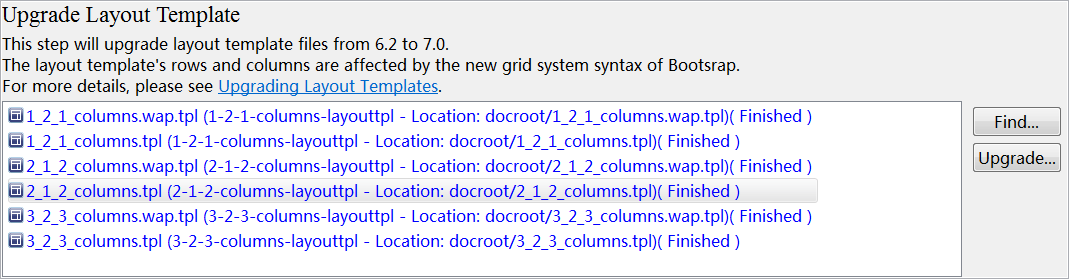 Upgrade Layout Template
This step will upgrade layout template files from 6.2 to 7.0.
The layout template's rows and columns are affected by the new grid system syntax of Bootsrap.
For more details, please see Upgrading Layout Templates.
1_2_1_columns.wap.tpl (1-2-1-columns-layouttpl - Location: docroot/1_2_1_columns.wap.tpl)( Finished )
1_2_1_columns.tpl (1-2-1-columns-layouttpl - Location: docroot/1_2_1_columns.tpl)( Finished )
2_1_2_columns.wap.tpl (2-1-2-columns-layouttpl - Location: docroot/2_1_2_columns.wap.tpl)( Finished )
2_1_2_columns.tpl (2-1-2-columns-layouttpl - Location: docroot/2_1_2_columns.tpl)( Finished )
3_2_3_columns.wap.tpl (3-2-3-columns-layouttpl - Location: docroot/3_2_3_columns.wap.tpl)( Finished )
3_2_3_columns.tpl (3-2-3-columns-layouttpl - Location: docroot/3_2_3_columns.tpl)( Finished )
Find...
Upgrade...